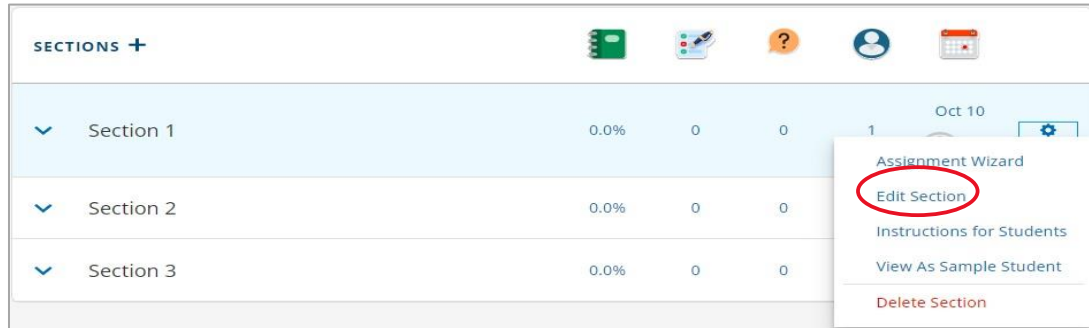 SECTIONS +
?
Oct 10
Section 1 0.0% 0 0 1
Assignment Wizard
Section 2 0.0% 0 0
Edit Section
Instructions for Students
Section 3 0.0% 0 0
View As Sample Student
Delete Section